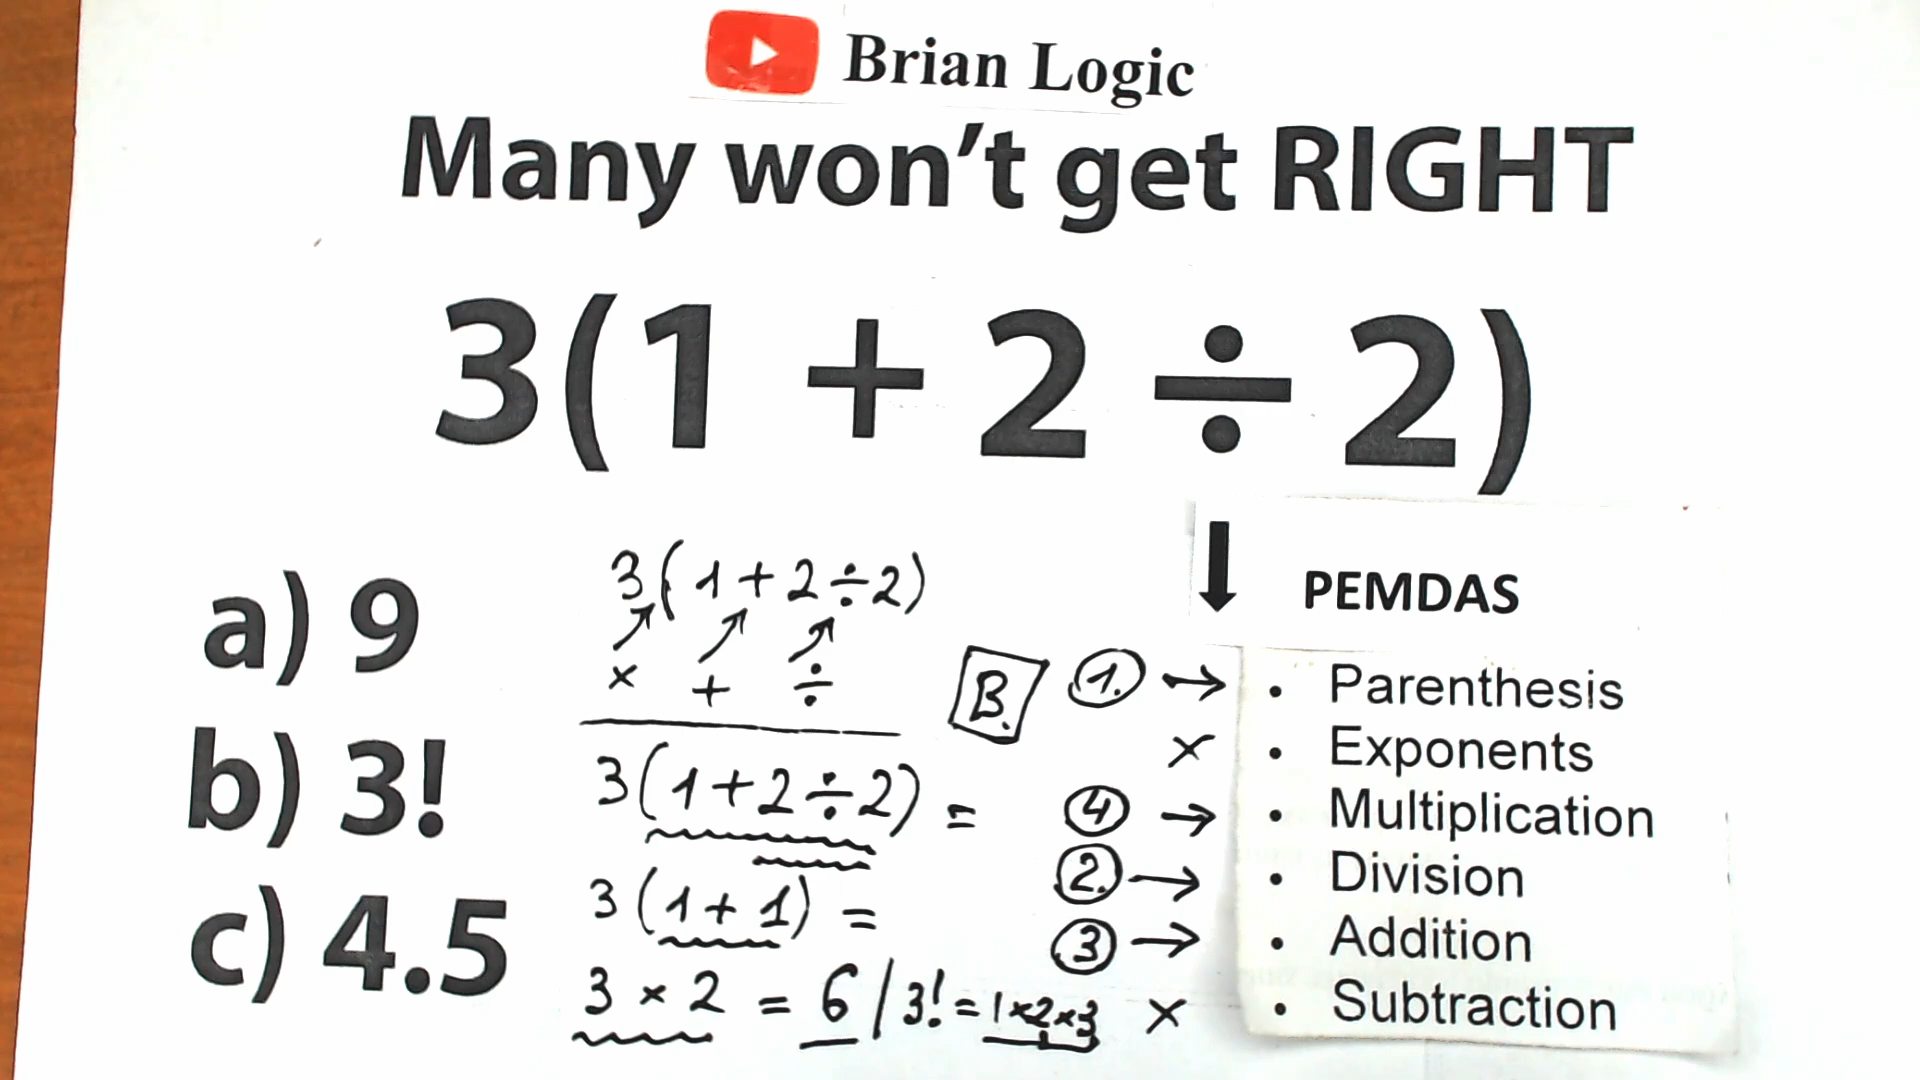 Brian Logic
Many won't get RIGHT
3(1 + 2 ÷ 2)
a) 9
b) 3!
c) 4.5
3(1+2÷2)
× + ÷
3(1+2÷2) =
3(1+1) =
3 × 2 = 6 / 3! = 1×2×3
B.
PEMDAS
1. → • Parenthesis
× • Exponents
4 → • Multiplication
2. → • Division
3 → • Addition
× • Subtraction